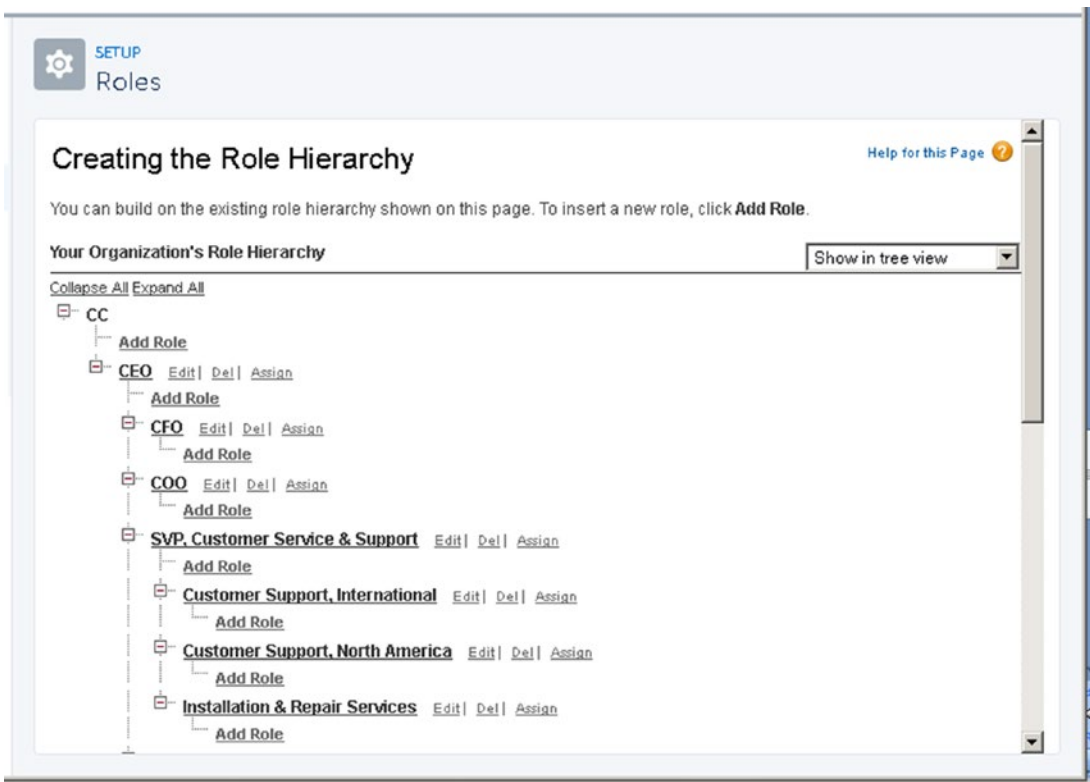 SETUP
Roles
Creating the Role Hierarchy
Help for this Page ?
You can build on the existing role hierarchy shown on this page. To insert a new role, click Add Role.
Your Organization's Role Hierarchy
Show in tree view
Collapse All Expand All
CC
Add Role
CEO Edit| Del| Assign
Add Role
CFO Edit| Del| Assign
Add Role
COO Edit| Del| Assign
Add Role
SVP, Customer Service & Support Edit| Del| Assign
Add Role
Customer Support, International Edit| Del| Assign
Add Role
Customer Support, North America Edit| Del| Assign
Add Role
Installation & Repair Services Edit| Del| Assign
Add Role